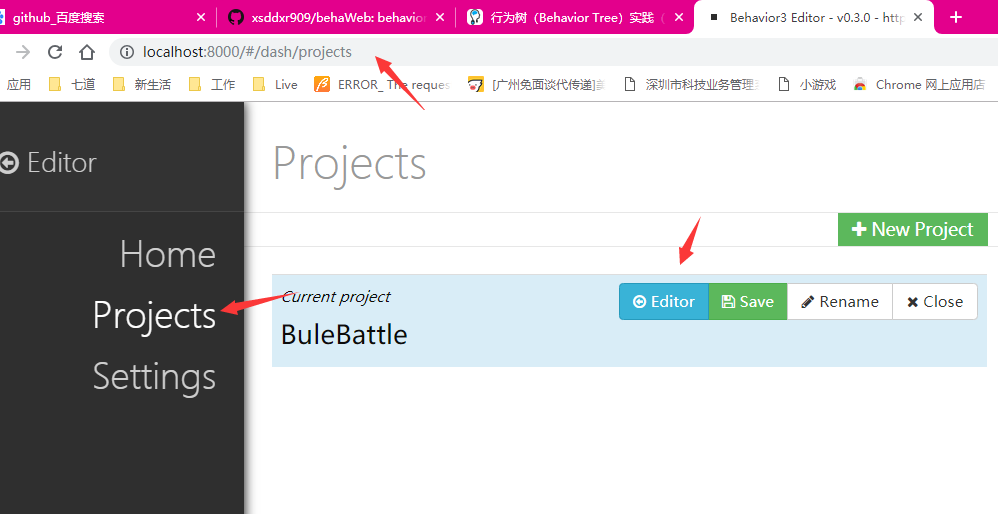 github_百度搜索
xsddxr909/behaWeb: behavior
行为树（Behavior Tree）实践（
Behavior3 Editor - v0.3.0 - http
localhost:8000/#/dash/projects
应用
七道
新生活
工作
Live
ERROR_ The reques
[广州免面谈代传递]
深圳市科技业务管理
小游戏
Chrome 网上应用店
Editor
Projects
New Project
Home
Projects
Settings
Current project
Editor
Save
Rename
Close
BuleBattle